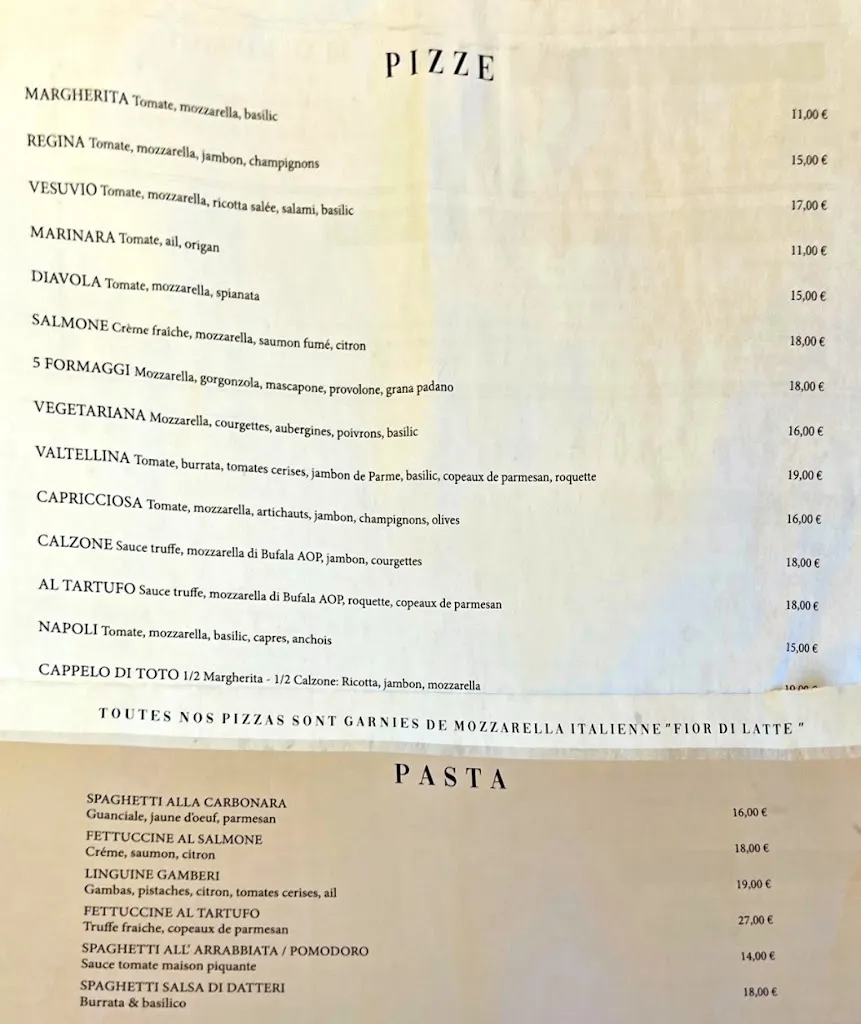 PIZZE
MARGHERITA Tomate, mozzarella, basilic 11,00 €
REGINA Tomate, mozzarella, jambon, champignons 15,00 €
VESUVIO Tomate, mozzarella, ricotta salée, salami, basilic 17,00 €
MARINARA Tomate, ail, origan 11,00 €
DIAVOLA Tomate, mozzarella, spianata 15,00 €
SALMONE Crème fraîche, mozzarella, saumon fumé, citron 18,00 €
5 FORMAGGI Mozzarella, gorgonzola, mascapone, provolone, grana padano 18,00 €
VEGETARIANA Mozzarella, courgettes, aubergines, poivrons, basilic 16,00 €
VALTELLINA Tomate, burrata, tomates cerises, jambon de Parme, basilic, copeaux de parmesan, roquette 19,00 €
CAPRICCIOSA Tomate, mozzarella, artichauts, jambon, champignons, olives 16,00 €
CALZONE Sauce truffe, mozzarella di Bufala AOP, jambon, courgettes 18,00 €
AL TARTUFO Sauce truffe, mozzarella di Bufala AOP, roquette, copeaux de parmesan 18,00 €
NAPOLI Tomate, mozzarella, basilic, capres, anchois 15,00 €
CAPPELO DI TOTO 1/2 Margherita - 1/2 Calzone: Ricotta, jambon, mozzarella
TOUTES NOS PIZZAS SONT GARNIES DE MOZZARELLA ITALIENNE "FIOR DI LATTE "
PASTA
SPAGHETTI ALLA CARBONARA
Guanciale, jaune d'oeuf, parmesan 16,00 €
FETTUCCINE AL SALMONE
Créme, saumon, citron 18,00 €
LINGUINE GAMBERI
Gambas, pistaches, citron, tomates cerises, ail 19,00 €
FETTUCCINE AL TARTUFO
Truffe fraiche, copeaux de parmesan 27,00 €
SPAGHETTI ALL' ARRABBIATA / POMODORO
Sauce tomate maison piquante 14,00 €
SPAGHETTI SALSA DI DATTERI
Burrata & basilico 18,00 €